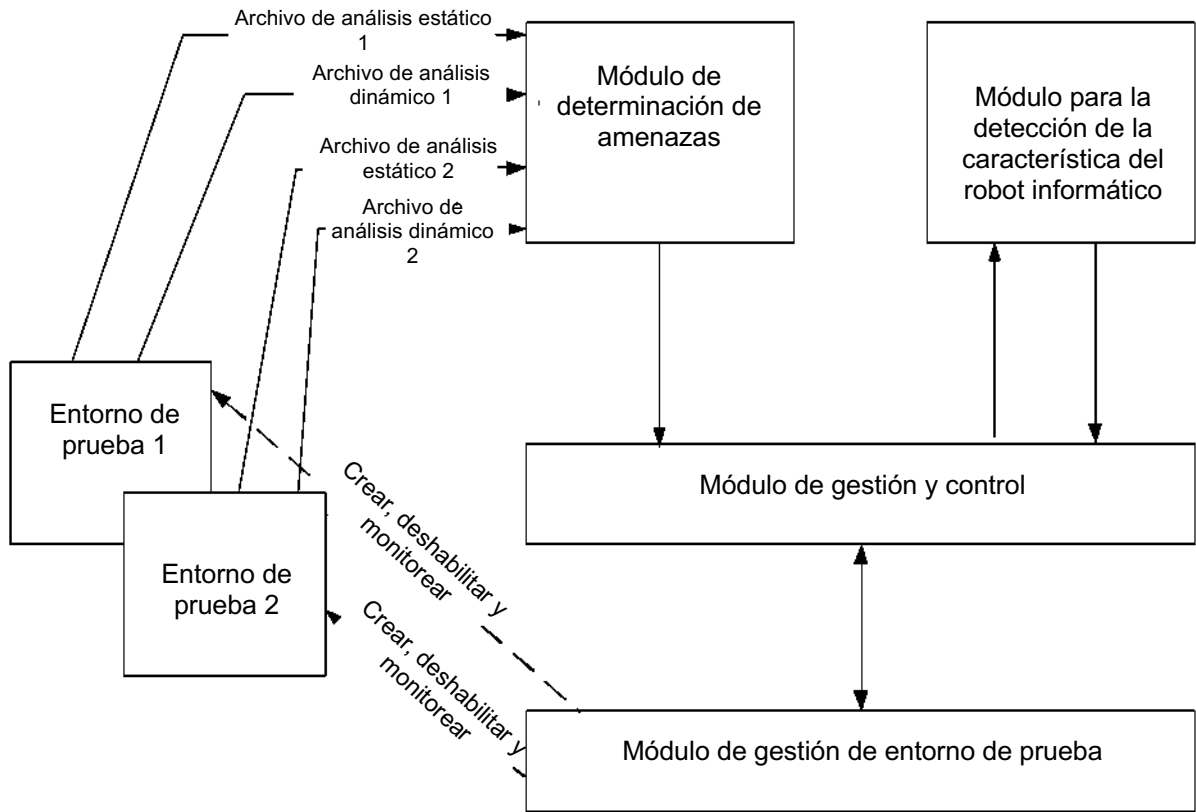 Archivo de análisis estático
1
Archivo de análisis
dinámico 1
Archivo de análisis
estático 2
Archivo de
análisis dinámico
2
Módulo de
determinación de
amenazas
Módulo para la
detección de la
característica del
robot informático
Entorno de
prueba 1
Entorno de
prueba 2
Crear, deshabilitar y
monitorear
Crear, deshabilitar y
monitorear
Módulo de gestión y control
Módulo de gestión de entorno de prueba